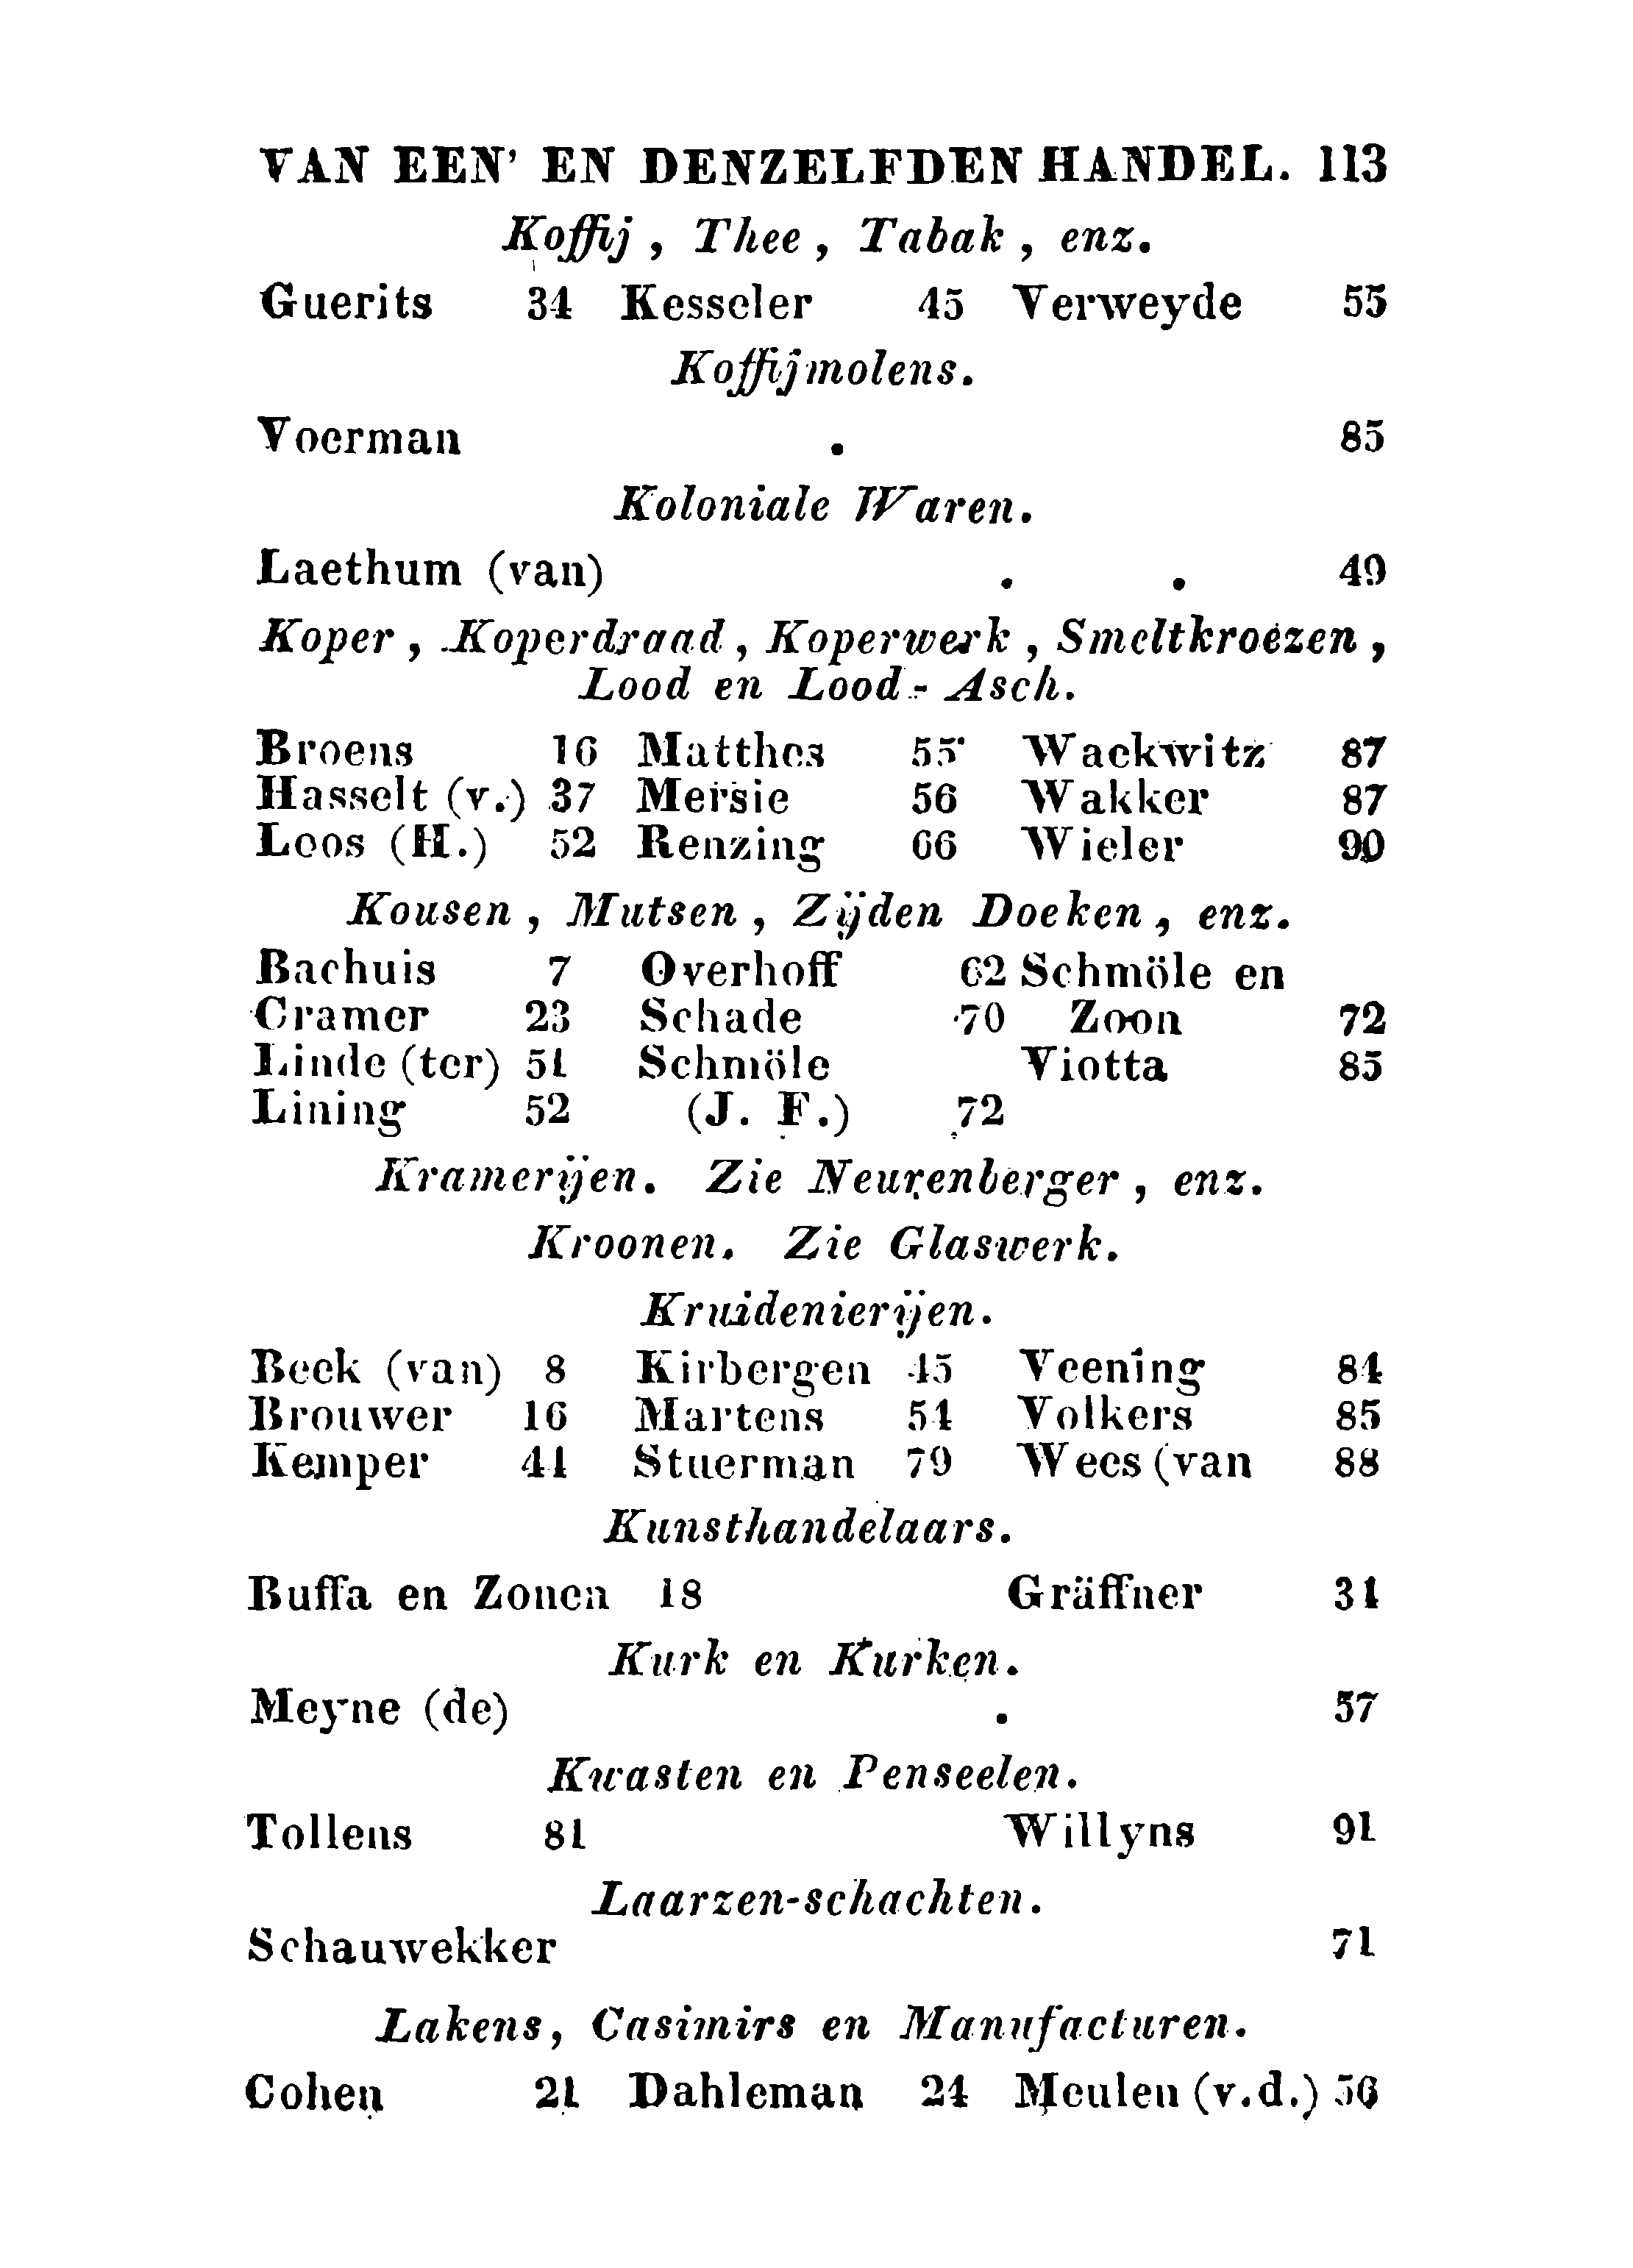 VAN EEN' EN DENZELFDEN HANDEL. 113
Koffij, Thee, Tabak, enz.
Guerits 34 Kesseler 45 Verweyde 55
Koffijmolens.
Voerman . 85
Koloniale Waren.
Laethum (van) . . 49
Koper, Koperdraad, Koperwerk, Smeltkroezen,
Lood en Lood-Asch.
Broens 16 Matthes 55 Wackwitz 87
Hasselt (v.) 37 Mersie 56 Wakker 87
Loos (H.) 52 Renzing 66 Wieler 90
Kousen, Mutsen, Zijden Doeken, enz.
Bachuis 7 Overhoff 62 Schmöle en
Cramer 23 Schade 70 Zoon 72
Linde (ter) 51 Schmöle Viotta 85
Lining 52 (J. F.) 72
Kramerijen. Zie Neurenberger, enz.
Kroonen. Zie Glaswerk.
Kruidenierijen.
Beek (van) 8 Kirbergen 45 Veening 84
Brouwer 16 Martens 54 Volkers 85
Kemper 44 Stuerman 79 Wees (van 88
Kunsthandelaars.
Buffa en Zonen 18 Gräffner 34
Kurk en Kurken.
Meyne (de) . 57
Kwasten en Penseelen.
Tollens 81 Willyns 91
Laarzen-schachten.
Schauwekker 71
Lakens, Casimirs en Manufacturen.
Cohen 21 Dahleman 24 Meulen (v.d.) 56